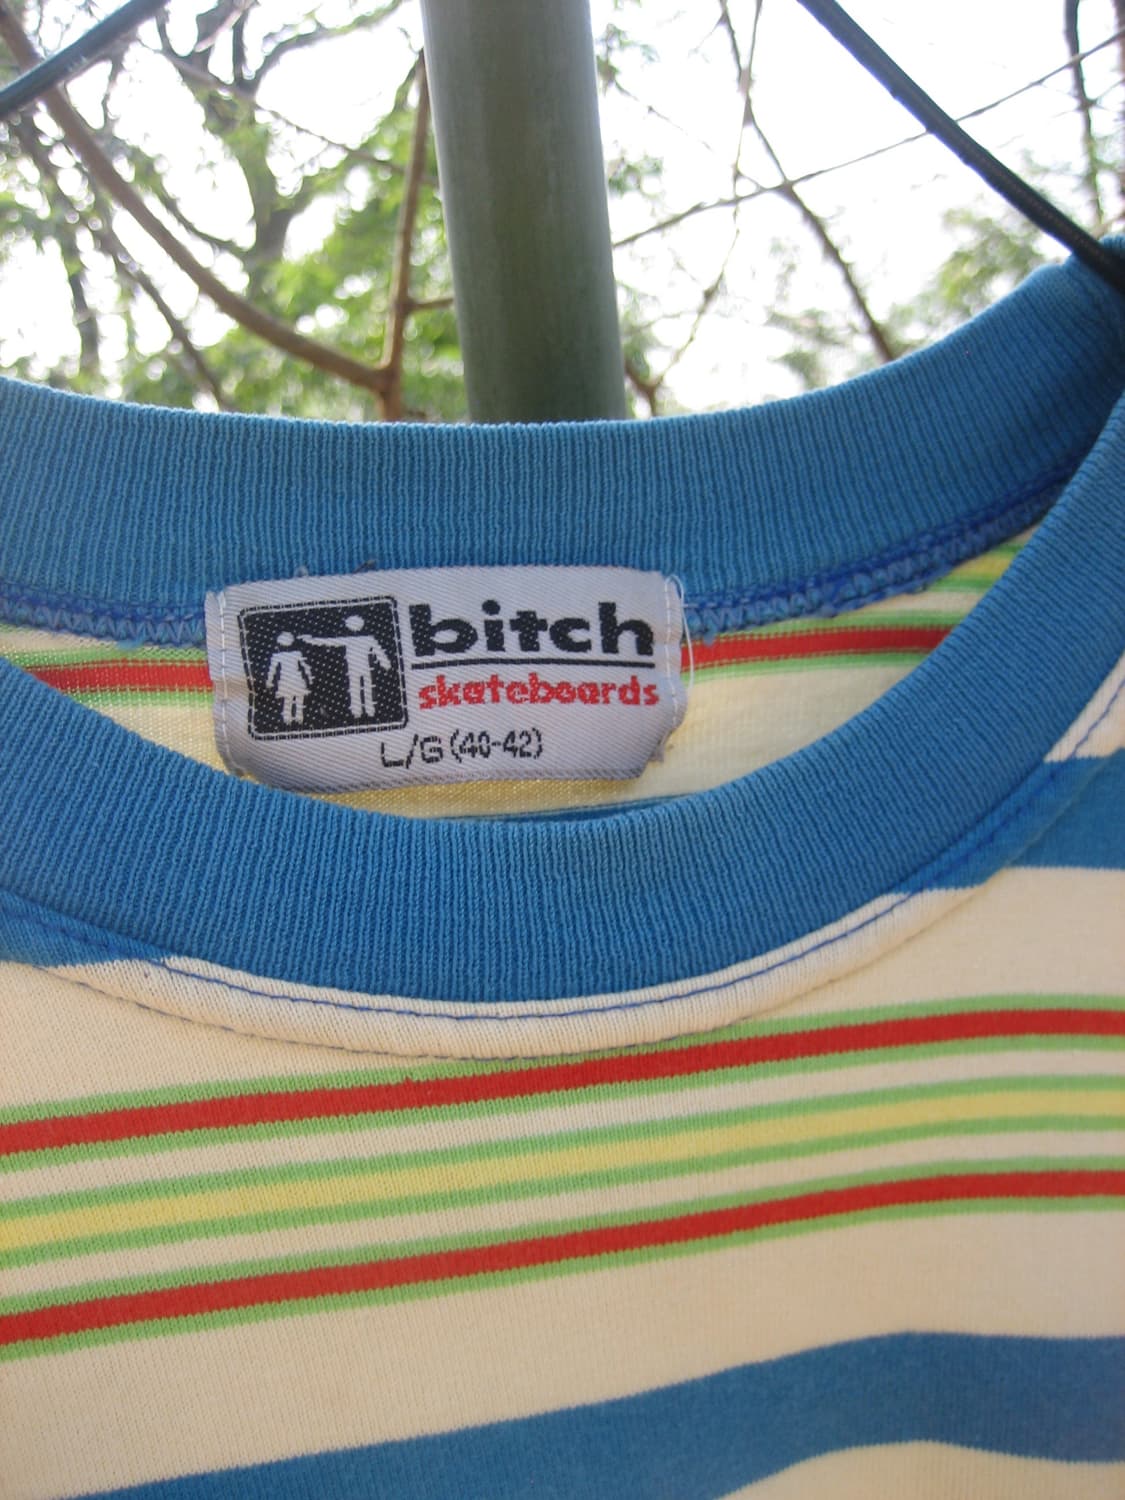 bitch
skateboards
L/G (40-42)